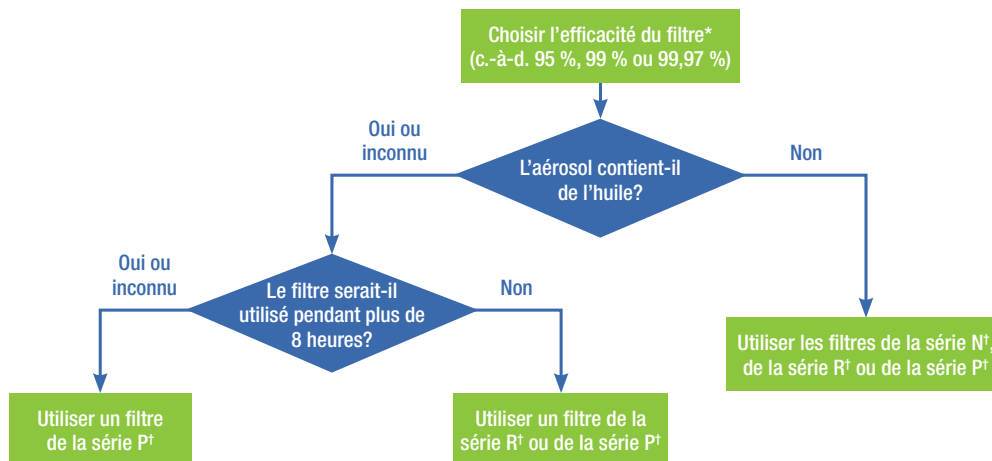 Choisir l’efficacité du filtre*
(c.-à-d. 95 %, 99 % ou 99,97 %)
Oui ou
inconnu
L’aérosol contient-il
de l’huile?
Non
Oui ou
inconnu
Le filtre serait-il
utilisé pendant plus de
8 heures?
Non
Utiliser les filtres de la série N†,
de la série R† ou de la série P†
Utiliser un filtre
de la série P†
Utiliser un filtre de la
série R† ou de la série P†